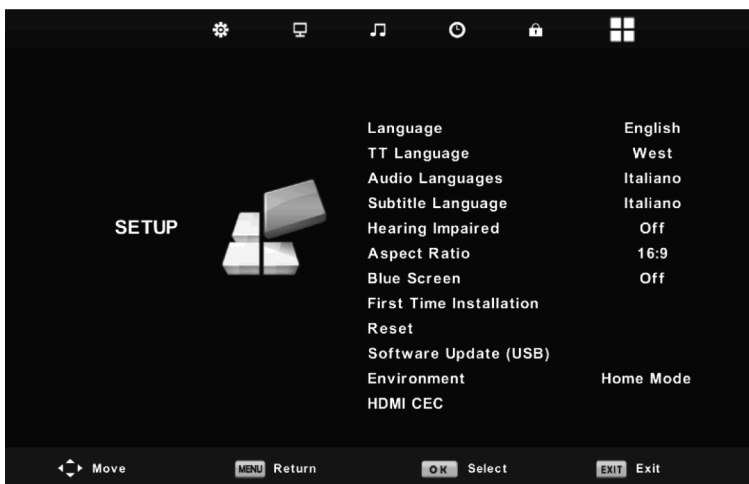 Language English
TT Language West
Audio Languages Italiano
Subtitle Language Italiano
SETUP
Hearing Impaired Off
Aspect Ratio 16:9
Blue Screen Off
First Time Installation
Reset
Software Update (USB)
Environment Home Mode
HDMI CEC
Move MENU Return OK Select EXIT Exit